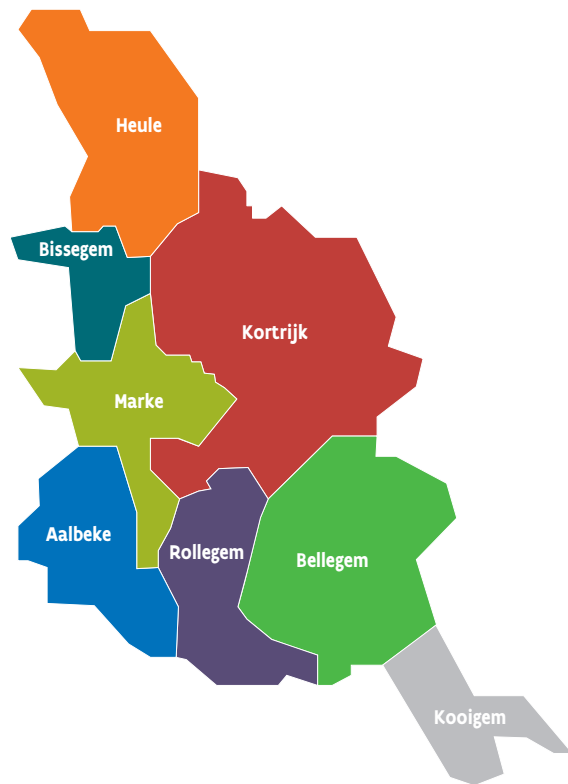 Heule
Bissegem
Kortrijk
Marke
Aalbeke
Rollegem
Bellegem
Kooigem